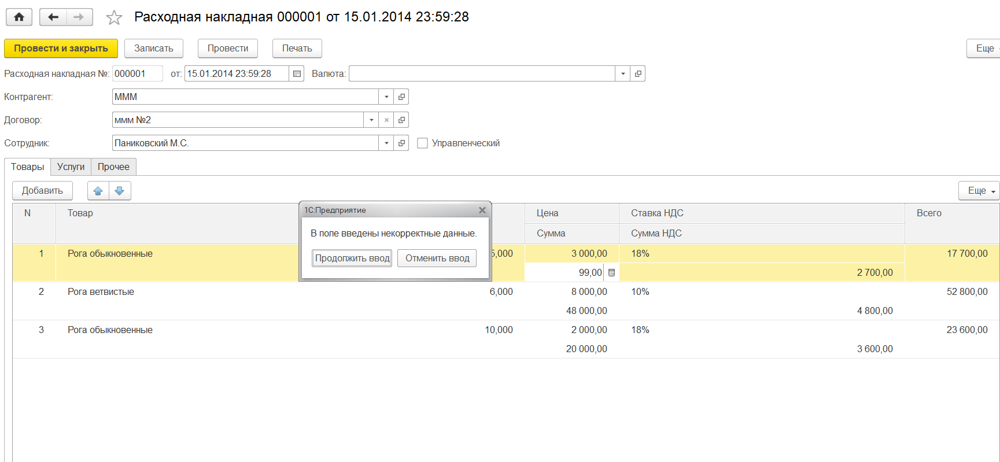 Расходная накладная 000001 от 15.01.2014 23:59:28
Провести и закрыть Записать Провести Печать Еще
Расходная накладная №: 000001 от: 15.01.2014 23:59:28 Валюта:
Контрагент: МММ
Договор: ммм №2
Сотрудник: Паниковский М.С. Управленческий
Товары Услуги Прочее
Добавить Еще
N Товар Цена Ставка НДС Всего
Сумма Сумма НДС
1С:Предприятие
В поле введены некорректные данные.
Продолжить ввод Отменить ввод
1 Рога обыкновенные 5,000 3 000,00 18% 17 700,00
99,00 2 700,00
2 Рога ветвистые 6,000 8 000,00 10% 52 800,00
48 000,00 4 800,00
3 Рога обыкновенные 10,000 2 000,00 18% 23 600,00
20 000,00 3 600,00